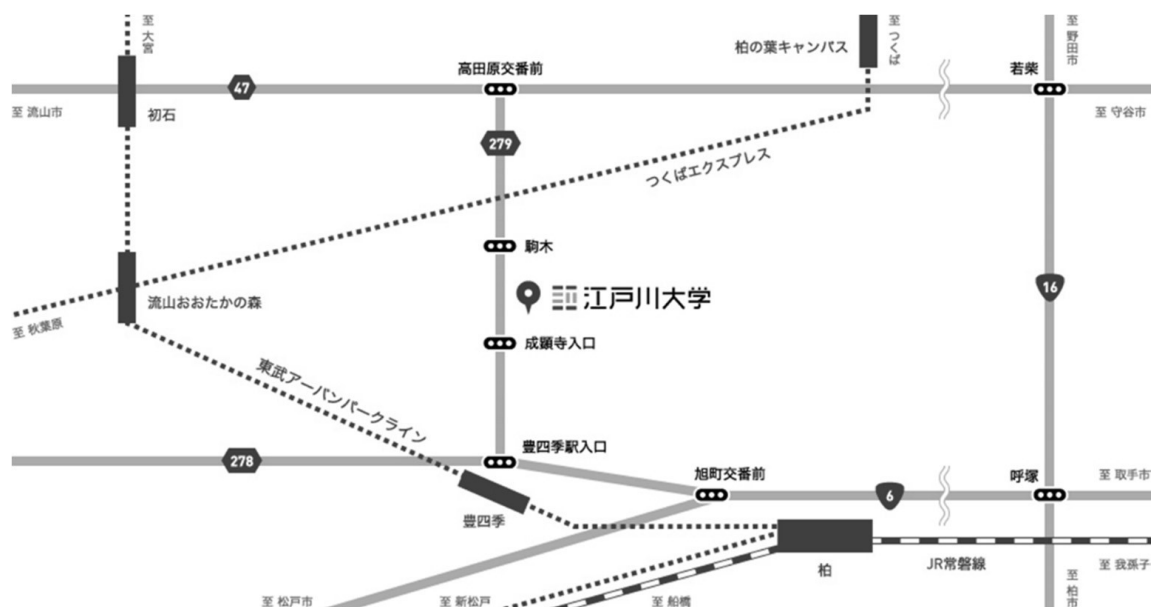 至 大宮
至 つくば
至 野田市
柏の葉キャンパス
高田原交番前
若柴
47
至 流山市
初石
至 守谷市
279
つくばエクスプレス
駒木
16
江戸川大学
流山おおたかの森
至 秋葉原
成顕寺入口
東武アーバンパークライン
豊四季駅入口
278
旭町交番前
呼塚
至 取手市
6
豊四季
柏
JR常磐線
至 我孫子
至 松戸市
至 新松戸
至 船橋
至 柏市